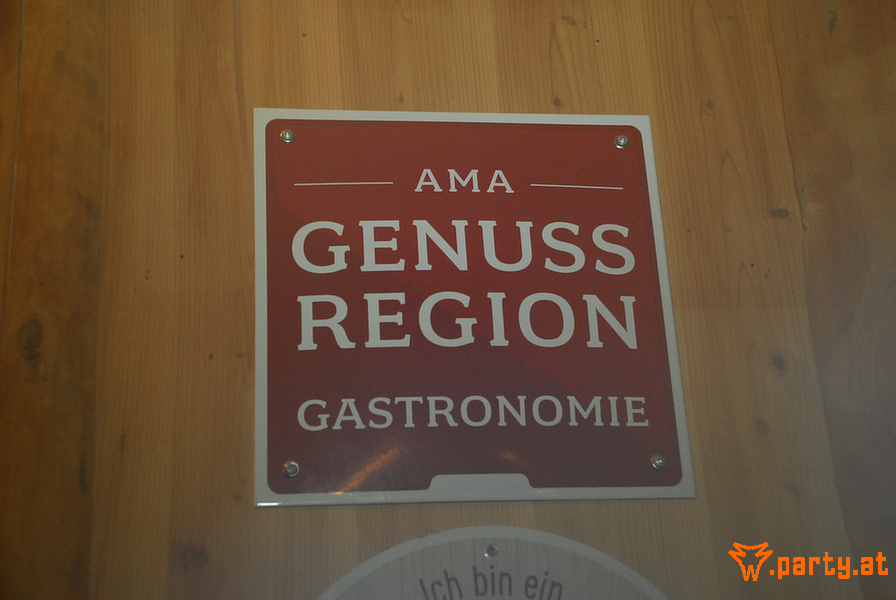 AMA
GENUSS
REGION
GASTRONOMIE
Ich bin ein
w.party.at